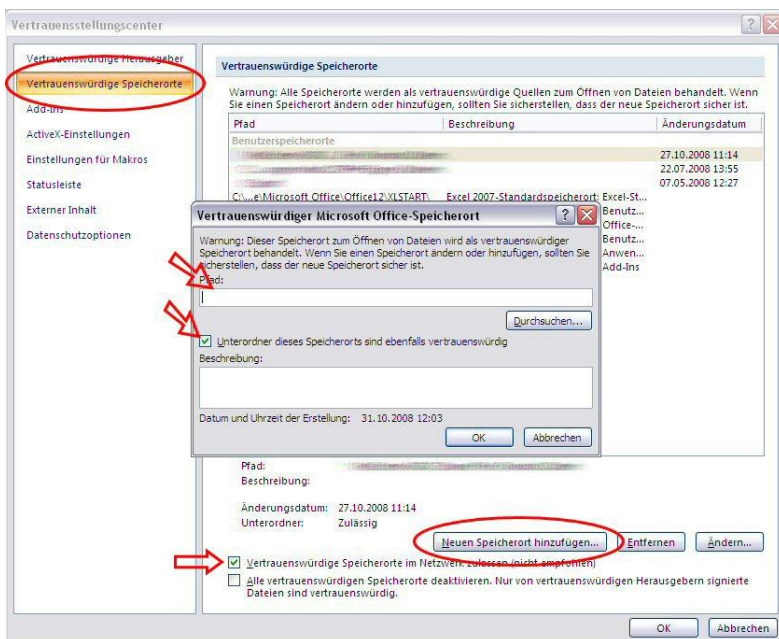 Vertrauensstellungscenter
Vertrauenswürdige Herausgeber
Vertrauenswürdige Speicherorte
Add-Ins
ActiveX-Einstellungen
Einstellungen für Makros
Statusleiste
Externer Inhalt
Datenschutzoptionen
Vertrauenswürdige Speicherorte
Warnung: Alle Speicherorte werden als vertrauenswürdige Quellen zum Öffnen von Dateien behandelt. Wenn
Sie einen Speicherort ändern oder hinzufügen, sollten Sie sicherstellen, dass der neue Speicherort sicher ist.
Pfad Beschreibung Änderungsdatum
Benutzerspeicherorte
27.10.2008 11:14
22.07.2008 13:55
07.05.2008 12:27
C:\...e\Microsoft Office\Office12\XLSTART\ Excel 2007-Standardspeicherort: Excel-St...
Benutz...
Office-...
Benutz...
Anwen...
Add-Ins
Vertrauenswürdiger Microsoft Office-Speicherort
Warnung: Dieser Speicherort zum Öffnen von Dateien wird als vertrauenswürdiger
Speicherort behandelt. Wenn Sie einen Speicherort ändern oder hinzufügen, sollten Sie
sicherstellen, dass der neue Speicherort sicher ist.
Pfad:
Durchsuchen...
Unterordner dieses Speicherorts sind ebenfalls vertrauenswürdig
Beschreibung:
Datum und Uhrzeit der Erstellung: 31.10.2008 12:03
OK Abbrechen
Pfad:
Beschreibung:
Änderungsdatum: 27.10.2008 11:14
Unterordner: Zulässig
Neuen Speicherort hinzufügen... Entfernen Ändern...
Vertrauenswürdige Speicherorte im Netzwerk zulassen (nicht empfohlen)
Alle vertrauenswürdigen Speicherorte deaktivieren. Nur von vertrauenswürdigen Herausgebern signierte
Dateien sind vertrauenswürdig.
OK Abbrechen